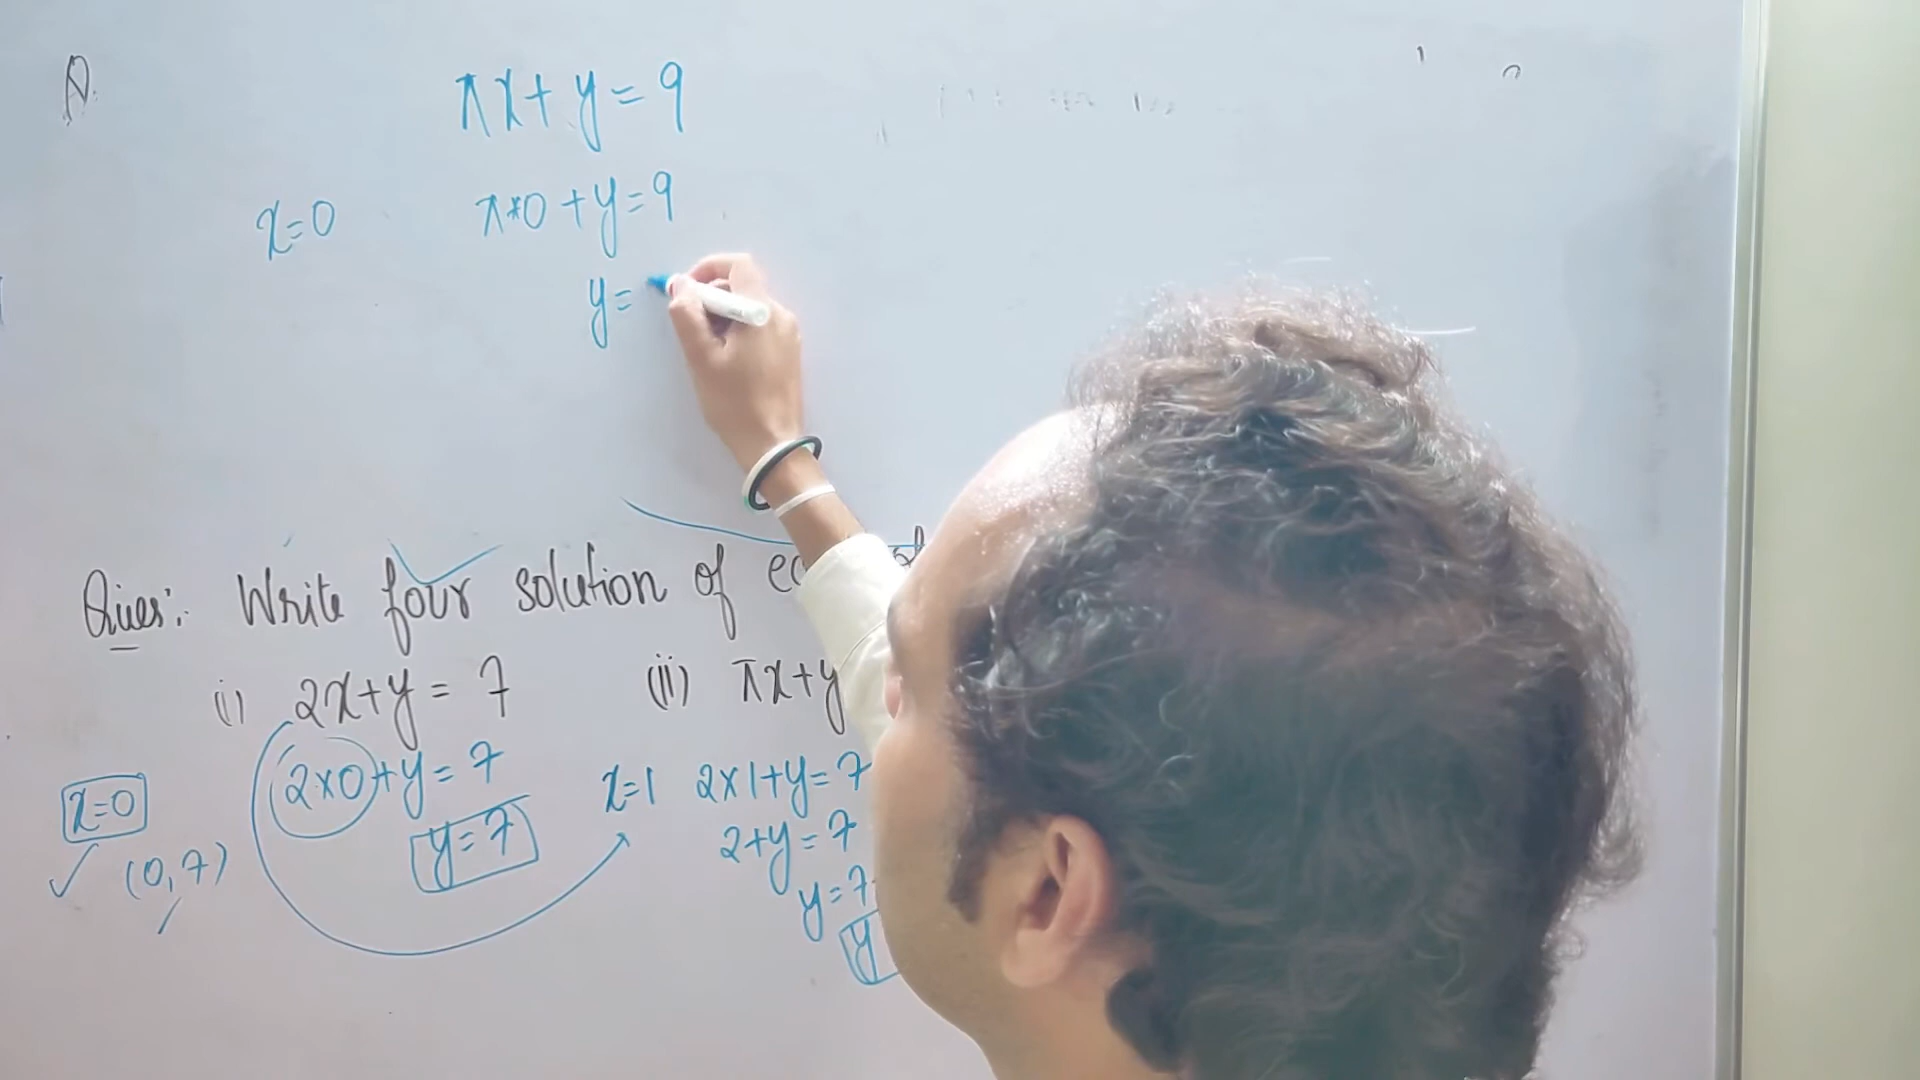 πx + y = 9
x=0 π*0 + y = 9
y =
Ques:. Write four solution of
(i) 2x+y = 7 (ii) πx+y
2×0+y = 7 x=1 2×1+y=7
x=0 y=7 2+y=7
(0,7) y=7
y